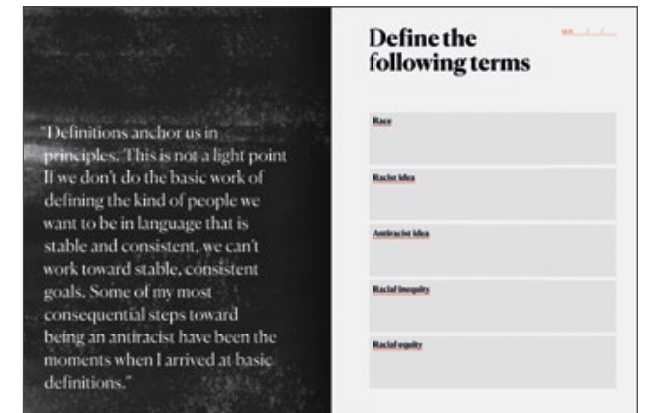 "Definitions anchor us in
principles. This is not a light point
If we don't do the basic work of
defining the kind of people we
want to be in language that is
stable and consistent, we can't
work toward stable, consistent
goals. Some of my most
consequential steps toward
being an antiracist have been the
moments when I arrived at basic
definitions."
Define the
following terms
Race
Racist idea
Antiracist idea
Racial inequity
Racial equity